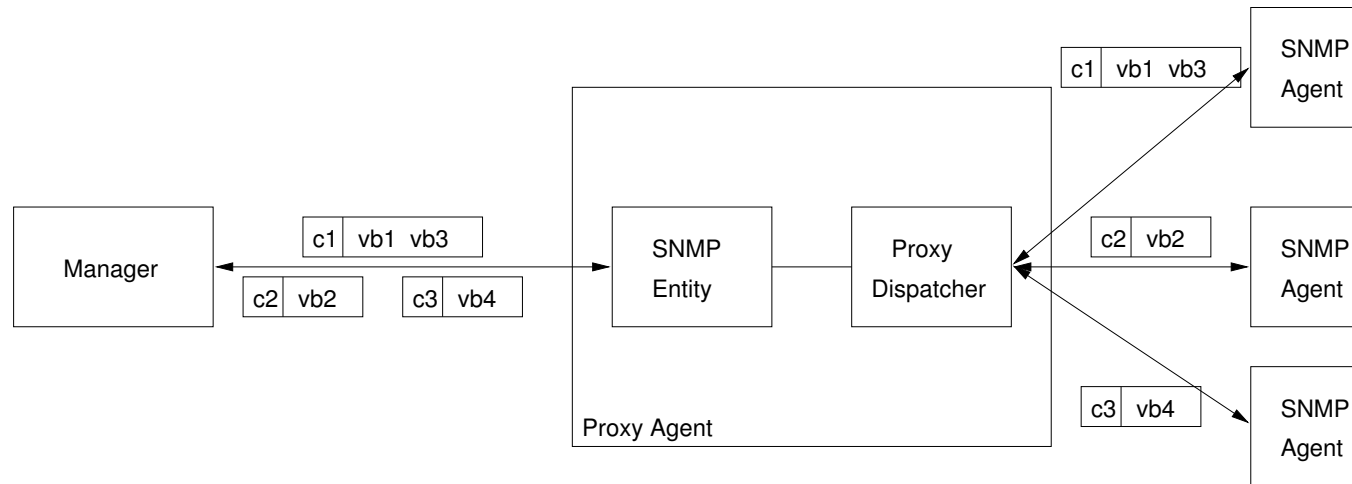 c1 vb1 vb3
SNMP
Agent
Manager
c1 vb1 vb3
c2 vb2
c3 vb4
SNMP
Entity
Proxy
Dispatcher
c2 vb2
SNMP
Agent
c3 vb4
SNMP
Agent
Proxy Agent